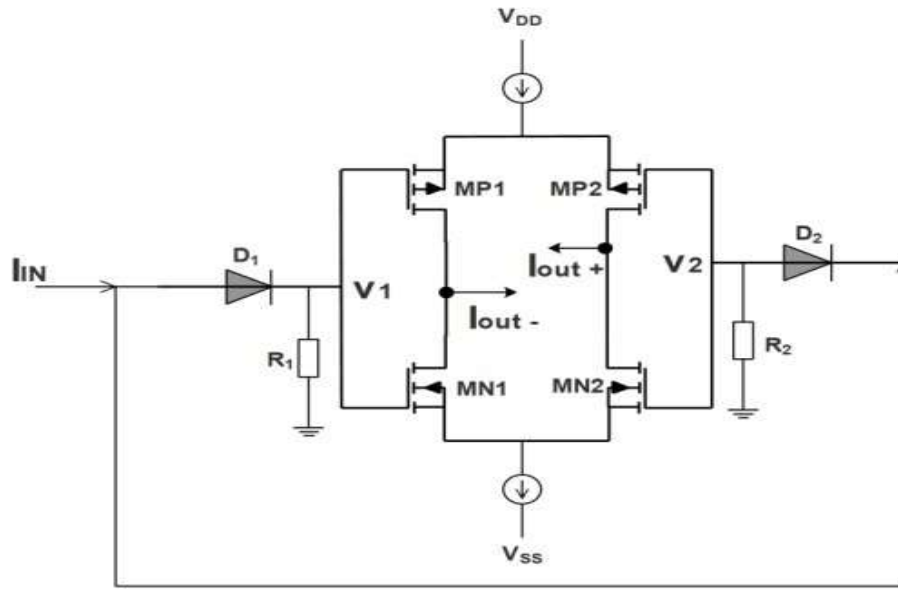 VDD
MP1
MP2
D1
D2
IIN
V1
Iout +
V2
Iout -
R1
R2
MN1
MN2
VSS